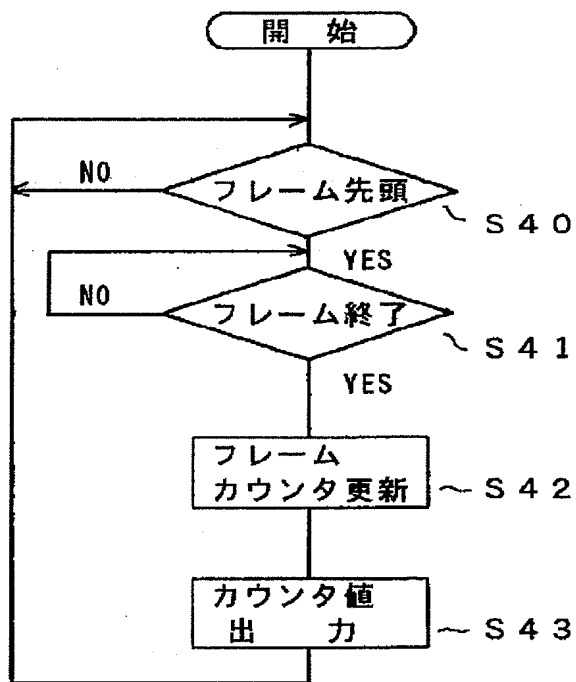 開 始
NO
フレーム先頭
S40
YES
NO
フレーム終了
S41
YES
フレーム
カウンタ更新
S42
カウンタ値
出 力
S43